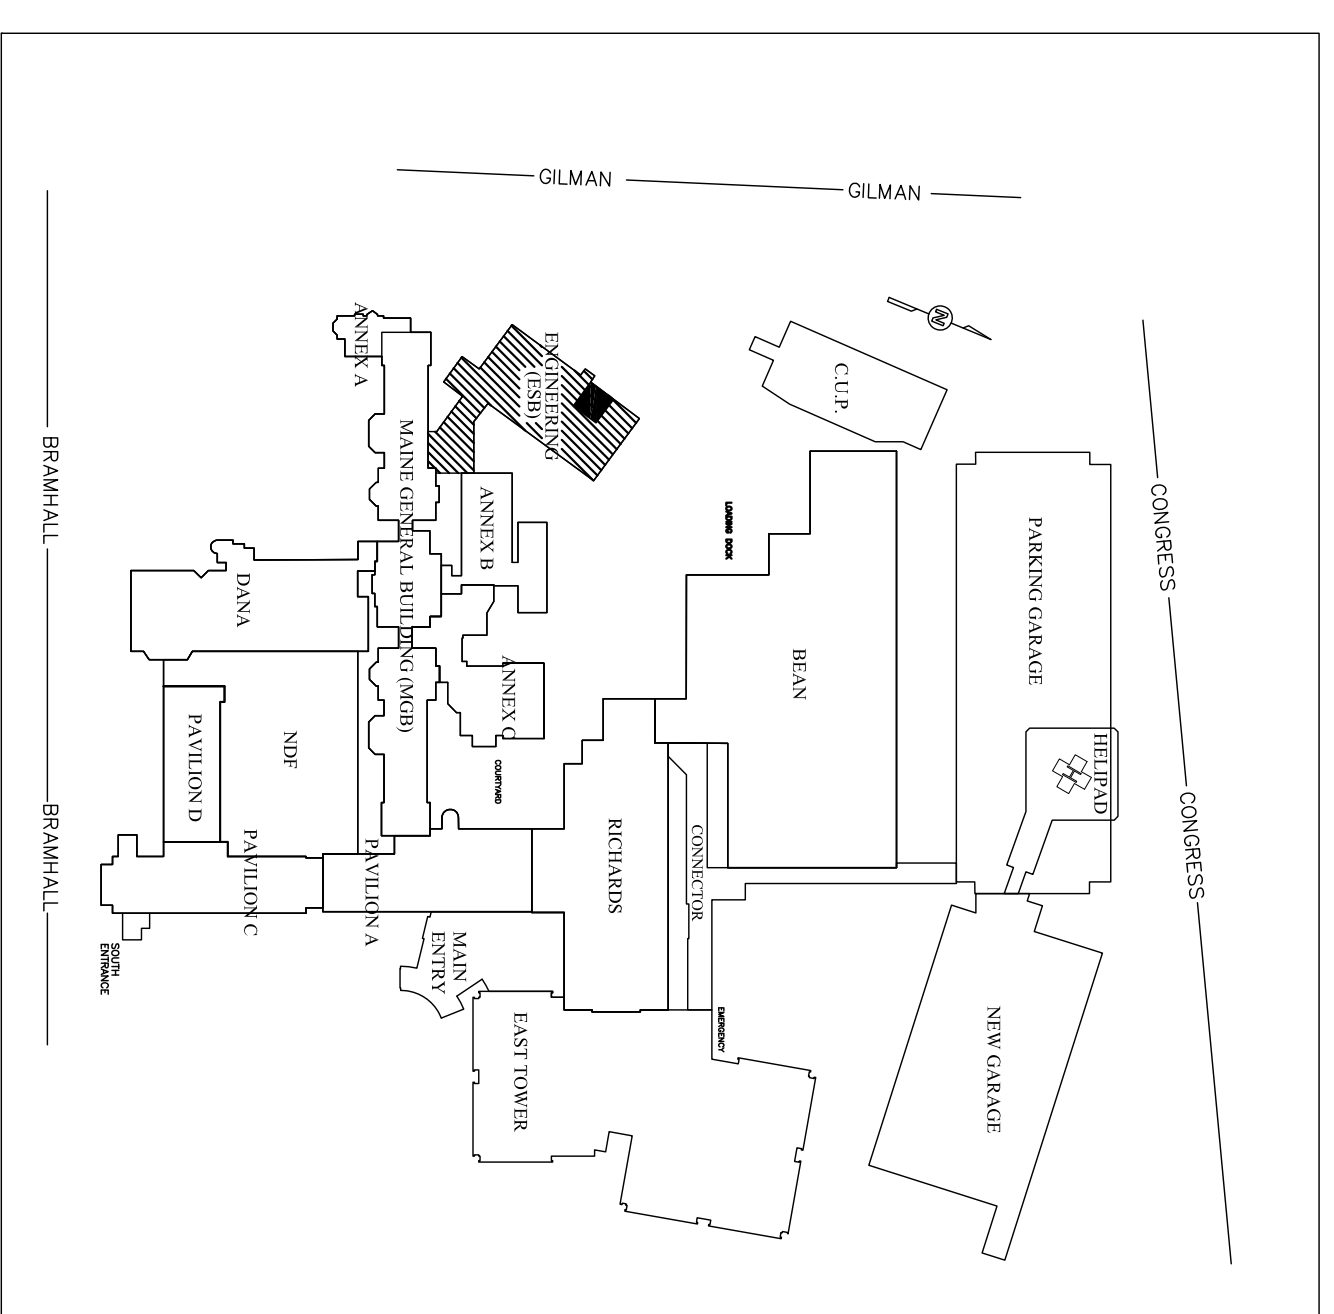 GILMAN
GILMAN
BRAMHALL
BRAMHALL
CONGRESS
CONGRESS
N
ANNEX A
ENGINEERING
(ESB)
C.U.P.
MAINE GENERAL BUILDING (MGB)
ANNEX B
LOADING DOCK
PARKING GARAGE
DANA
BEAN
ANNEX C
PAVILION D
NDF
COURTYARD
HELIPAD
H
RICHARDS
CONNECTOR
PAVILION C
PAVILION A
MAIN
ENTRY
SOUTH
ENTRANCE
EAST TOWER
EMERGENCY
NEW GARAGE